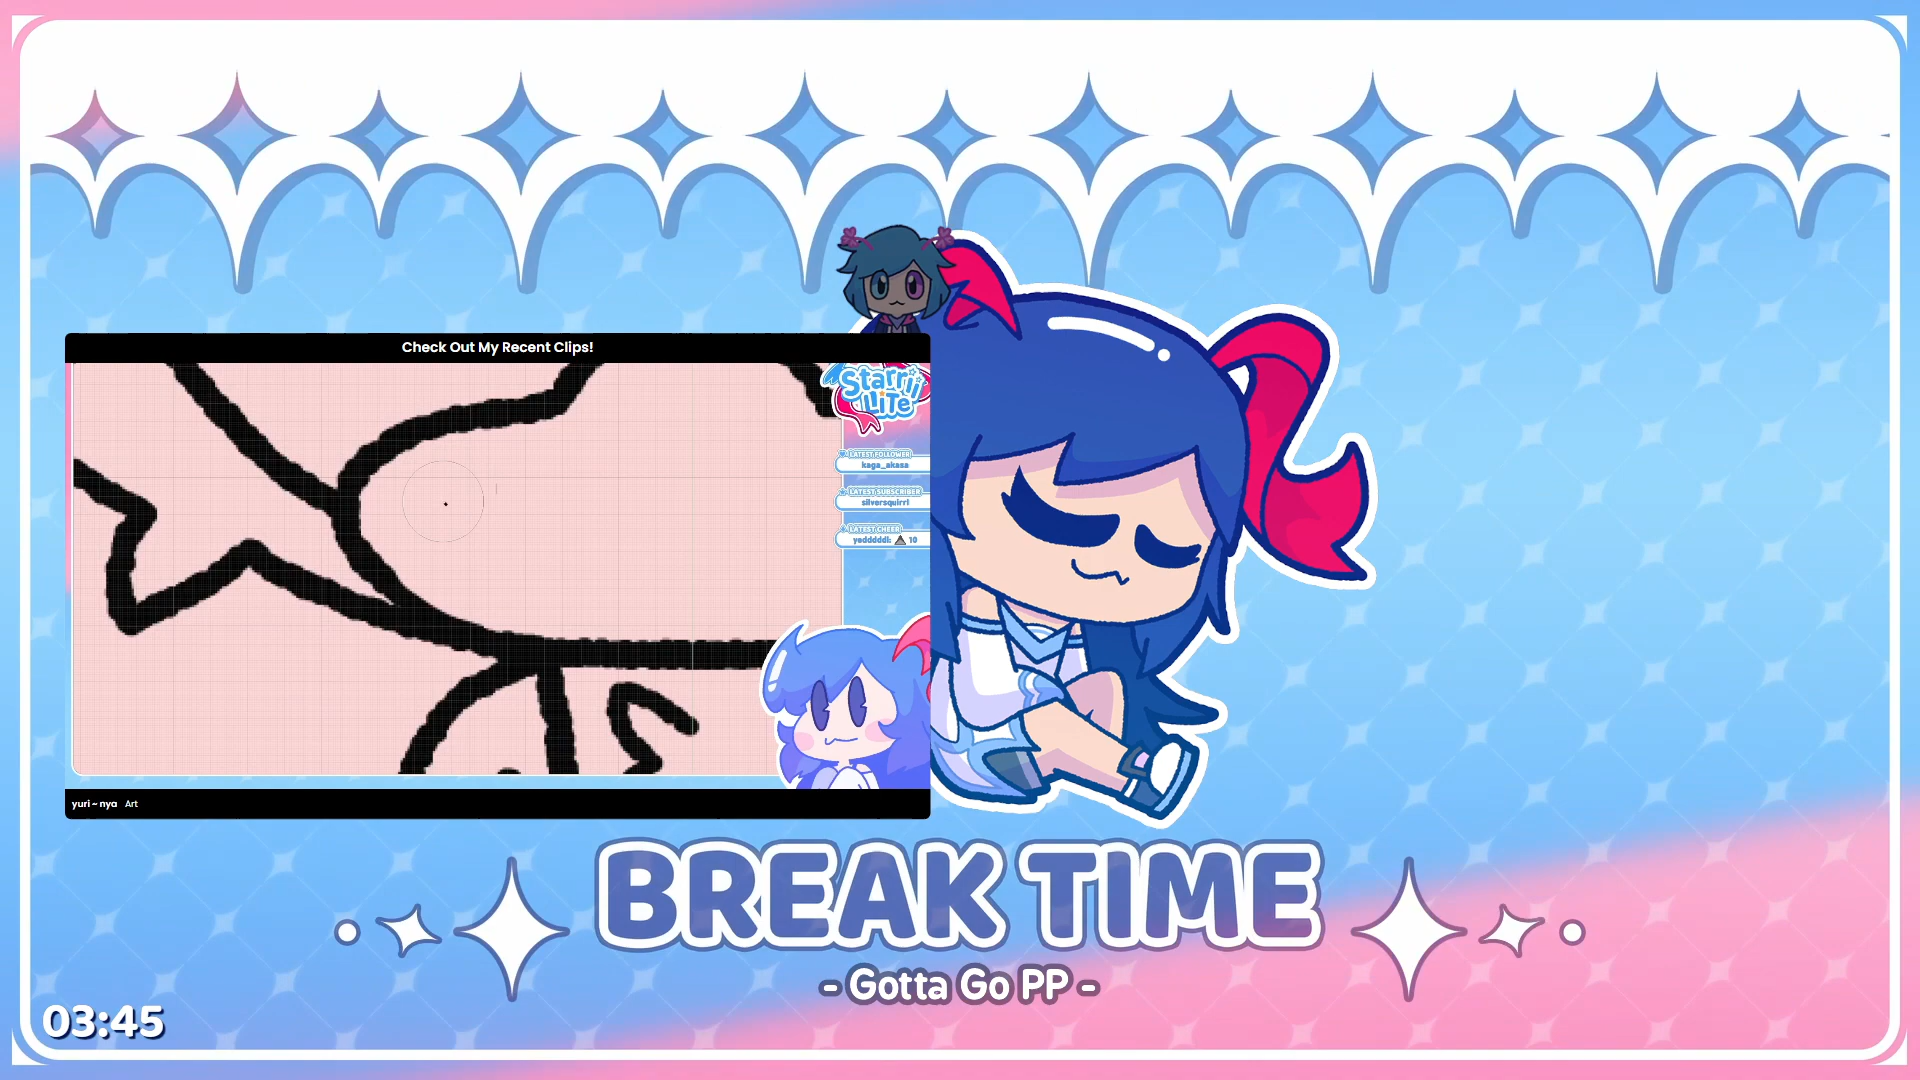 Check Out My Recent Clips!
Starrii
LiTe
LATEST FOLLOWER
kaga_akasa
LATEST SUBSCRIBER
silversquirrl
LATEST CHEER
yedddddl: 10
yuri ~ nya Art
BREAK TIME
- Gotta Go PP -
03:45